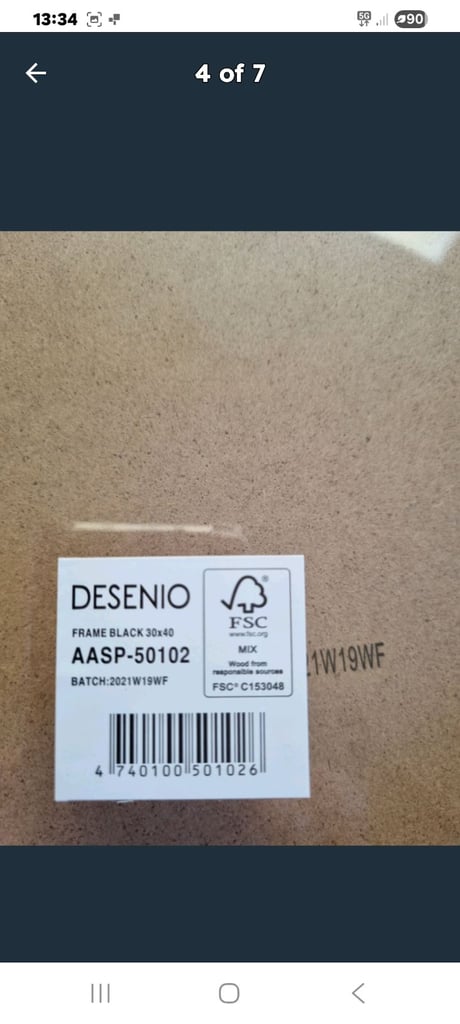 13:34
5G
90
4 of 7
DESENIO
FRAME BLACK 30x40
AASP-50102
BATCH:2021W19WF
®
FSC
www.fsc.org
MIX
Wood from
responsible sources
FSC® C153048
4 740100 501026
1W19WF